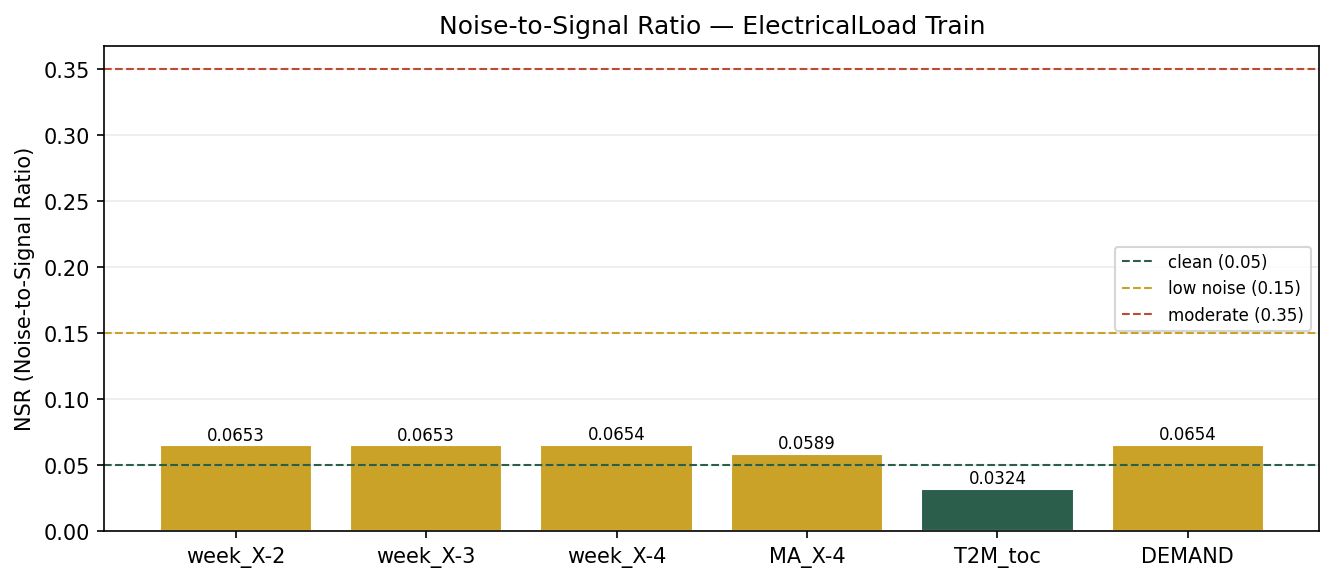 Noise-to-Signal Ratio — ElectricalLoad Train
NSR (Noise-to-Signal Ratio)
0.35
0.30
0.25
0.20
0.15
0.10
0.05
0.00
clean (0.05)
low noise (0.15)
moderate (0.35)
0.0653
0.0653
0.0654
0.0589
0.0324
0.0654
week_X-2
week_X-3
week_X-4
MA_X-4
T2M_toc
DEMAND